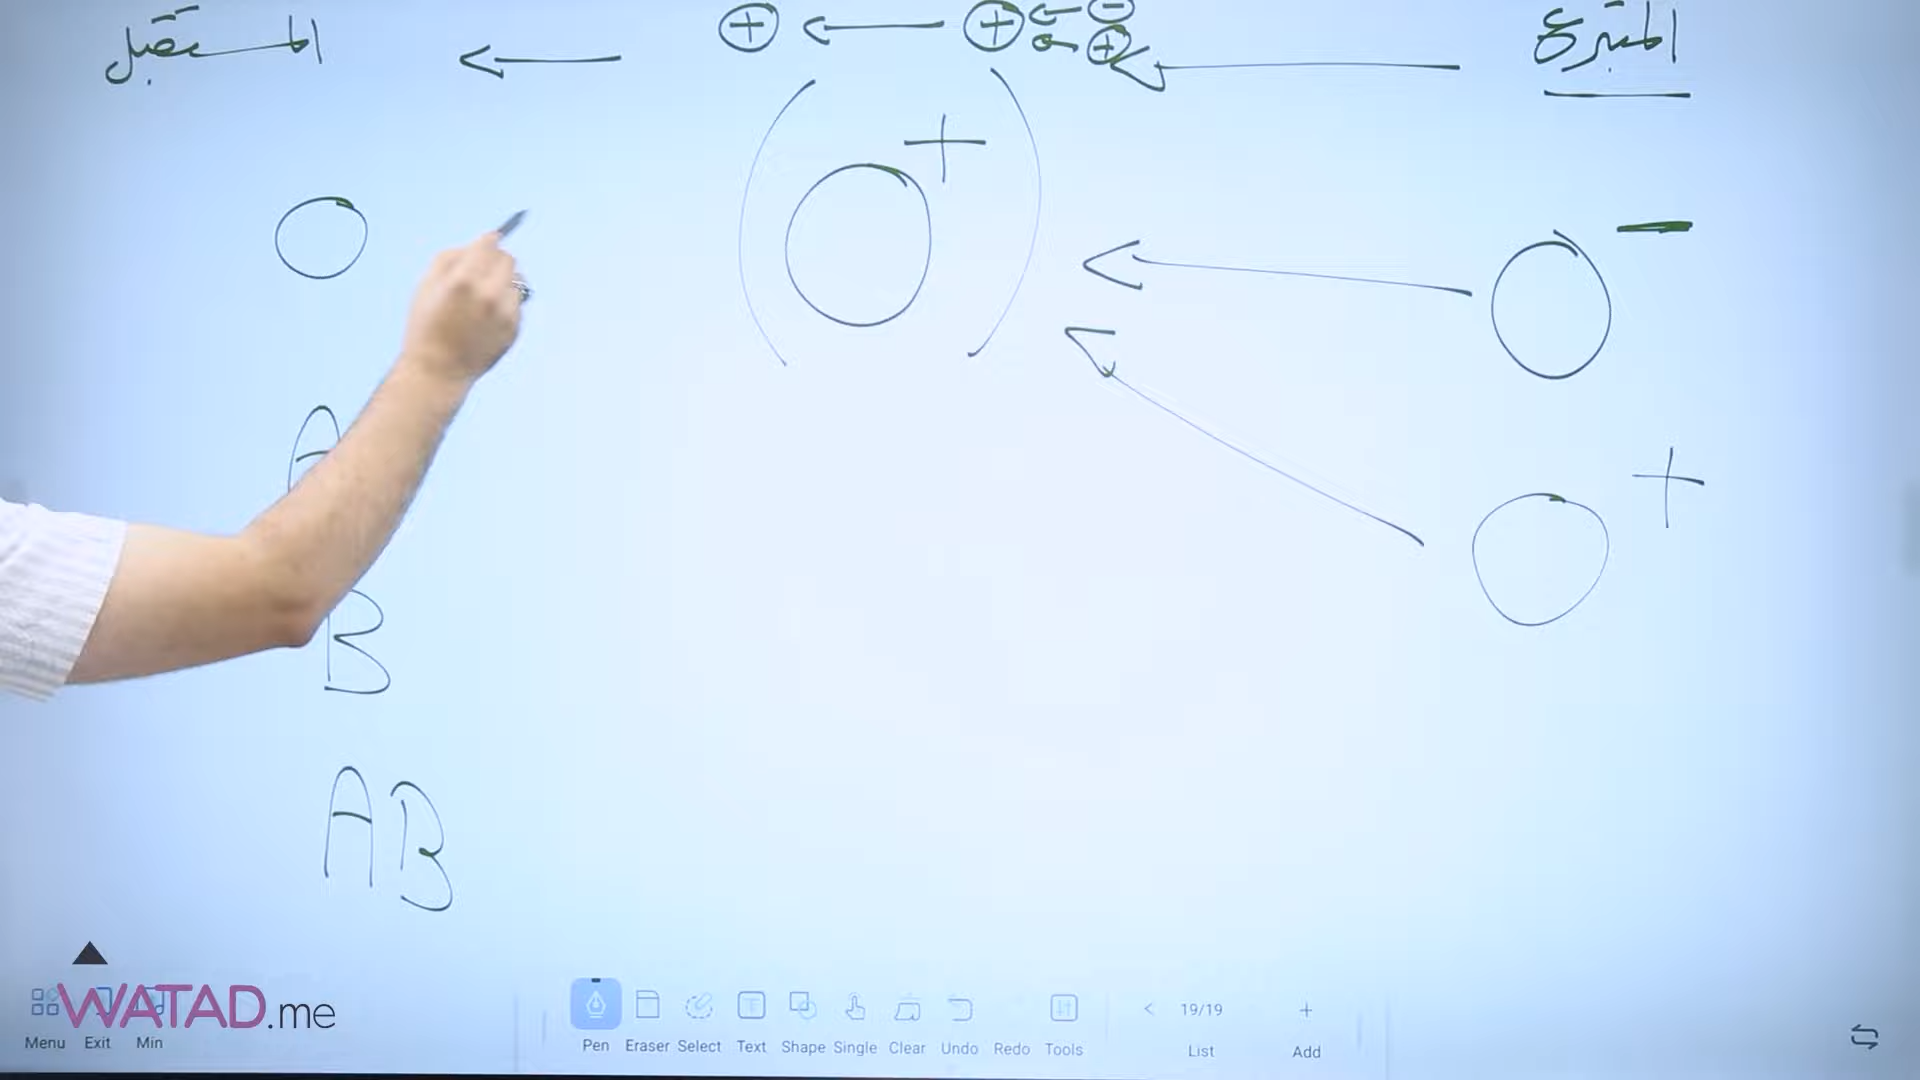 المتبرع ← + ← + ← - المستقبل
← +
O+
O-
O
A
O+
B
AB
WATAD.me
Menu Exit Min
Pen Eraser Select Text Shape Single Clear Undo Redo Tools
< 19/19 +
List Add